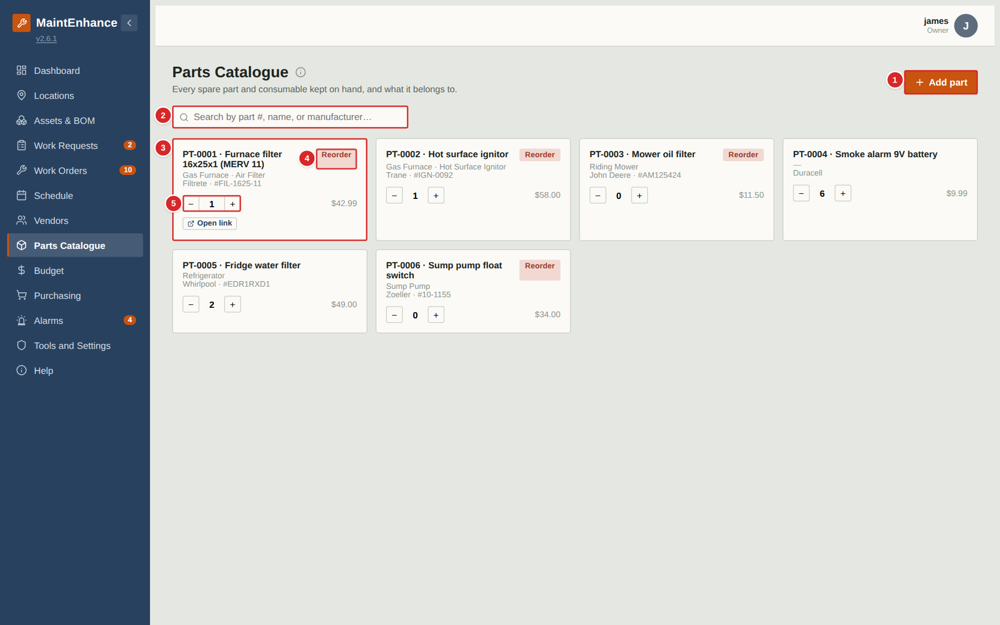 MaintEnhance
v2.6.1
Dashboard
Locations
Assets & BOM
Work Requests 2
Work Orders 10
Schedule
Vendors
Parts Catalogue
Budget
Purchasing
Alarms 4
Tools and Settings
Help
james
Owner
J
Parts Catalogue
Every spare part and consumable kept on hand, and what it belongs to.
1
+ Add part
2
Search by part #, name, or manufacturer…
3
PT-0001 · Furnace filter
16x25x1 (MERV 11)
4
Reorder
Gas Furnace · Air Filter
Filtrete · #FIL-1625-11
5
− 1 + $42.99
Open link
PT-0002 · Hot surface ignitor Reorder
Gas Furnace · Hot Surface Ignitor
Trane · #IGN-0092
− 1 + $58.00
PT-0003 · Mower oil filter Reorder
Riding Mower
John Deere · #AM125424
− 0 + $11.50
PT-0004 · Smoke alarm 9V battery
—
Duracell
− 6 + $9.99
PT-0005 · Fridge water filter
Refrigerator
Whirlpool · #EDR1RXD1
− 2 + $49.00
PT-0006 · Sump pump float
switch
Reorder
Sump Pump
Zoeller · #10-1155
− 0 + $34.00